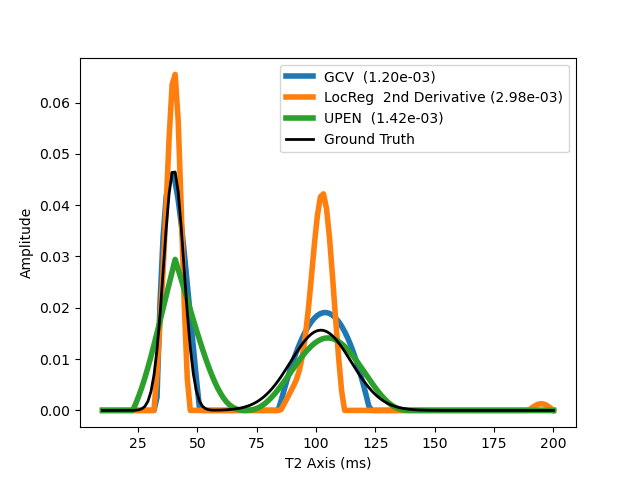 GCV (1.20e-03)
LocReg 2nd Derivative (2.98e-03)
UPEN (1.42e-03)
Ground Truth
0.06
0.05
0.04
0.03
0.02
0.01
0.00
Amplitude
25 50 75 100 125 150 175 200
T2 Axis (ms)